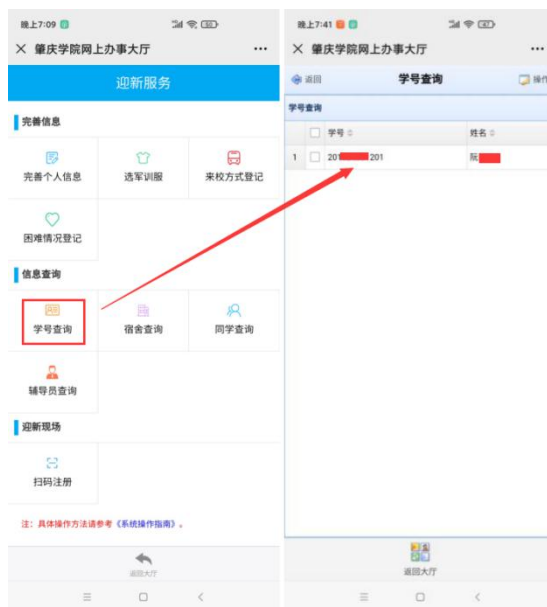 晚上7:09
50
肇庆学院网上办事大厅
迎新服务
完善信息
完善个人信息
选军训服
来校方式登记
困难情况登记
信息查询
学号查询
宿舍查询
同学查询
辅导员查询
迎新现场
扫码注册
注：具体操作方法请参考《系统操作指南》。
返回大厅
晚上7:41
47
肇庆学院网上办事大厅
返回
学号查询
操作
学号查询
学号
姓名
1
201
201
阮
返回大厅